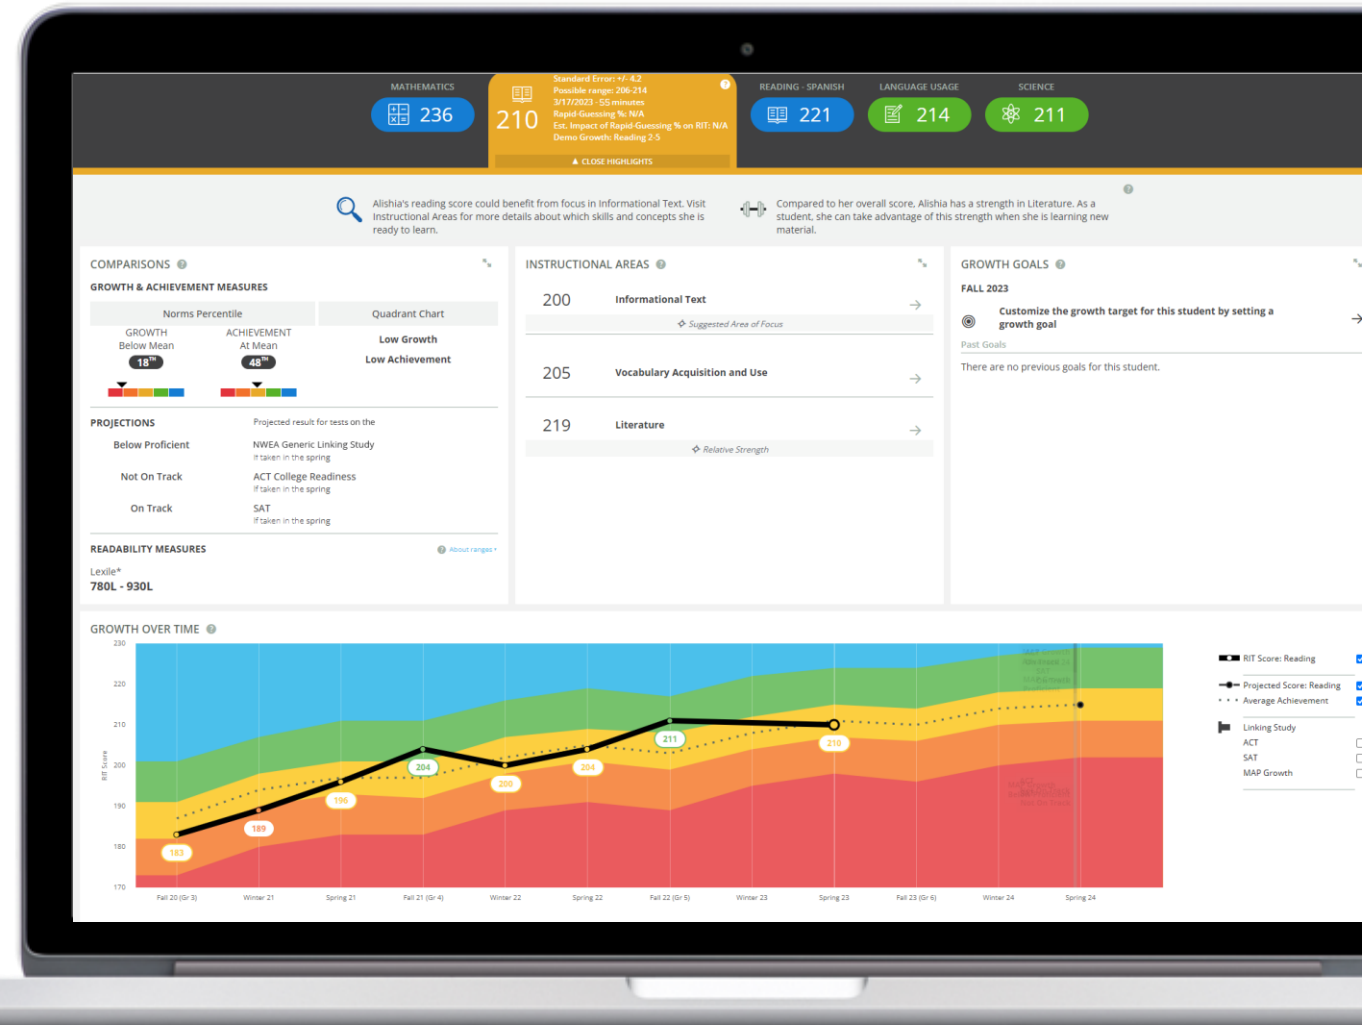 MATHEMATICS
236
210
Standard Error: +/- 4.2
Possible range: 206-214
3/17/2023 - 55 minutes
Rapid-Guessing %: N/A
Est. Impact of Rapid-Guessing % on RIT: N/A
Demo Growth: Reading 2-5
CLOSE HIGHLIGHTS
READING - SPANISH
221
LANGUAGE USAGE
214
SCIENCE
211
Alishia's reading score could benefit from focus in Informational Text. Visit
Instructional Areas for more details about which skills and concepts she is
ready to learn.
Compared to her overall score, Alishia has a strength in Literature. As a
student, she can take advantage of this strength when she is learning new
material.
COMPARISONS
GROWTH & ACHIEVEMENT MEASURES
Norms Percentile
Quadrant Chart
GROWTH
Below Mean
18TH
ACHIEVEMENT
At Mean
48TH
Low Growth
Low Achievement
PROJECTIONS
Projected result for tests on the
Below Proficient
NWEA Generic Linking Study
If taken in the spring
Not On Track
ACT College Readiness
If taken in the spring
On Track
SAT
If taken in the spring
READABILITY MEASURES
About ranges
Lexile*
780L - 930L
INSTRUCTIONAL AREAS
200 Informational Text
Suggested Area of Focus
205 Vocabulary Acquisition and Use
219 Literature
Relative Strength
GROWTH GOALS
FALL 2023
Customize the growth target for this student by setting a
growth goal
Past Goals
There are no previous goals for this student.
GROWTH OVER TIME
RIT Score
230
220
210
200
190
180
170
183
189
196
204
200
204
211
210
Fall 20 (Gr 3)
Winter 21
Spring 21
Fall 21 (Gr 4)
Winter 22
Spring 22
Fall 22 (Gr 5)
Winter 23
Spring 23
Fall 23 (Gr 6)
Winter 24
Spring 24
RIT Score: Reading
Projected Score: Reading
Average Achievement
Linking Study
ACT
SAT
MAP Growth